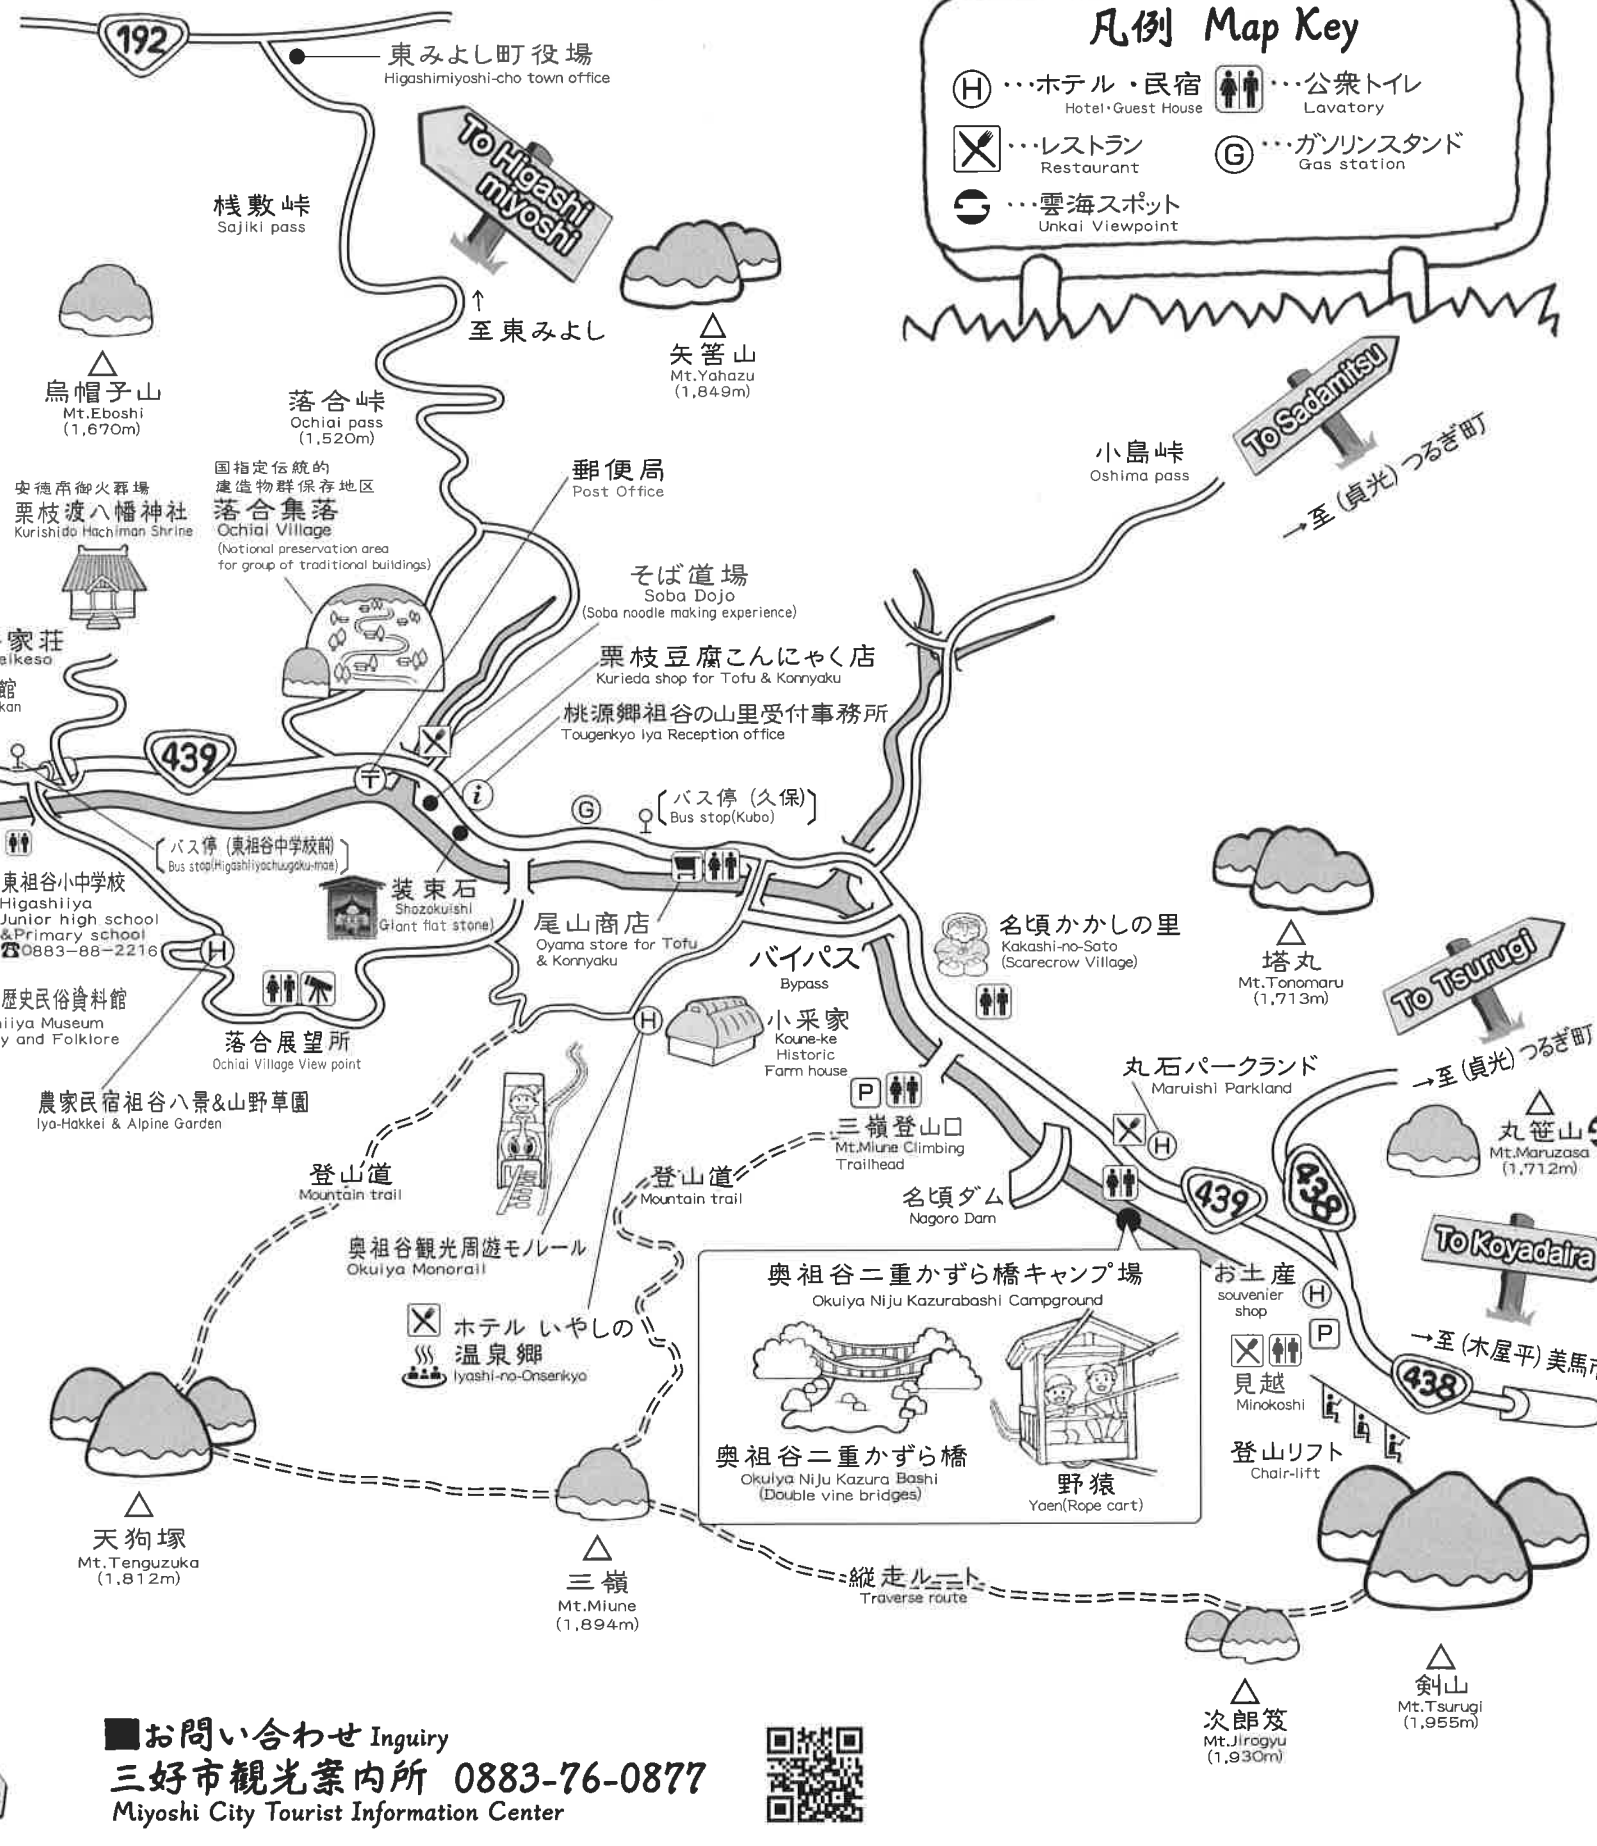 192
東みよし町役場
Higashimiyoshi-cho town office
To Higashi
miyoshi
凡例 Map Key
H …ホテル・民宿
Hotel・Guest House
…公衆トイレ
Lavatory
…レストラン
Restaurant
G …ガソリンスタンド
Gas station
…雲海スポット
Unkai Viewpoint
桟敷峠
Sajiki pass
↑
至東みよし
矢筈山
Mt.Yahazu
(1,849m)
烏帽子山
Mt.Eboshi
(1,670m)
落合峠
Ochiai pass
(1,520m)
To Sadamitsu
→至(貞光)つるぎ町
小島峠
Oshima pass
郵便局
Post Office
安徳帝御火葬場
栗枝渡八幡神社
Kurishido Hachiman Shrine
国指定伝統的
建造物群保存地区
落合集落
Ochiai Village
(Notional preservation area
for group of traditional buildings)
そば道場
Soba Dojo
(Soba noodle making experience)
家荘
eikeso
館
kan
栗枝豆腐こんにゃく店
Kurieda shop for Tofu & Konnyaku
桃源郷祖谷の山里受付事務所
Tougenkyo Iya Reception office
439
〒
i
G
バス停 (久保)
Bus stop(Kubo)
バス停 (東祖谷中学校前)
Bus stop(Higashiiyachuugaku-mae)
東祖谷小中学校
Higashiiya
Junior high school
&Primary school
☎0883-88-2216
H
装束石
Shozokuishi
(Giant flat stone)
尾山商店
Oyama store for Tofu
& Konnyaku
バイパス
Bypass
名頃かかしの里
Kakashi-no-Sato
(Scarecrow Village)
塔丸
Mt.Tonomaru
(1,713m)
To Tsurugi
→至(貞光)つるぎ町
歴史民俗資料館
iiya Museum
y and Folklore
落合展望所
Ochiai Village View point
H
小采家
Koune-ke
Historic
Farm house
農家民宿祖谷八景&山野草園
Iya-Hakkei & Alpine Garden
P
三嶺登山口
Mt.Miune Climbing
Trailhead
丸石パークランド
Maruishi Parkland
H
丸笹山
Mt.Maruzasa
(1,712m)
登山道
Mountain trail
登山道
Mountain trail
名頃ダム
Nagoro Dam
439
438
To Koyadaira
奥祖谷観光周遊モノレール
Okuiya Monorail
ホテル いやしの
温泉郷
Iyashi-no-Onsenkyo
奥祖谷二重かずら橋キャンプ場
Okuiya Niju Kazurabashi Campground
奥祖谷二重かずら橋
Okuiya NiJu Kazura Bashi
(Double vine bridges)
野猿
Yaen(Rope cart)
お土産
souvenier
shop
H
P
見越
Minokoshi
→至(木屋平)美馬市
438
登山リフト
Chair-lift
天狗塚
Mt.Tenguzuka
(1,812m)
三嶺
Mt.Miune
(1,894m)
縦走ルート
Traverse route
次郎笈
Mt.Jirogyu
(1,930m)
剣山
Mt.Tsurugi
(1,955m)
■お問い合わせ Inguiry
三好市観光案内所 0883-76-0877
Miyoshi City Tourist Information Center